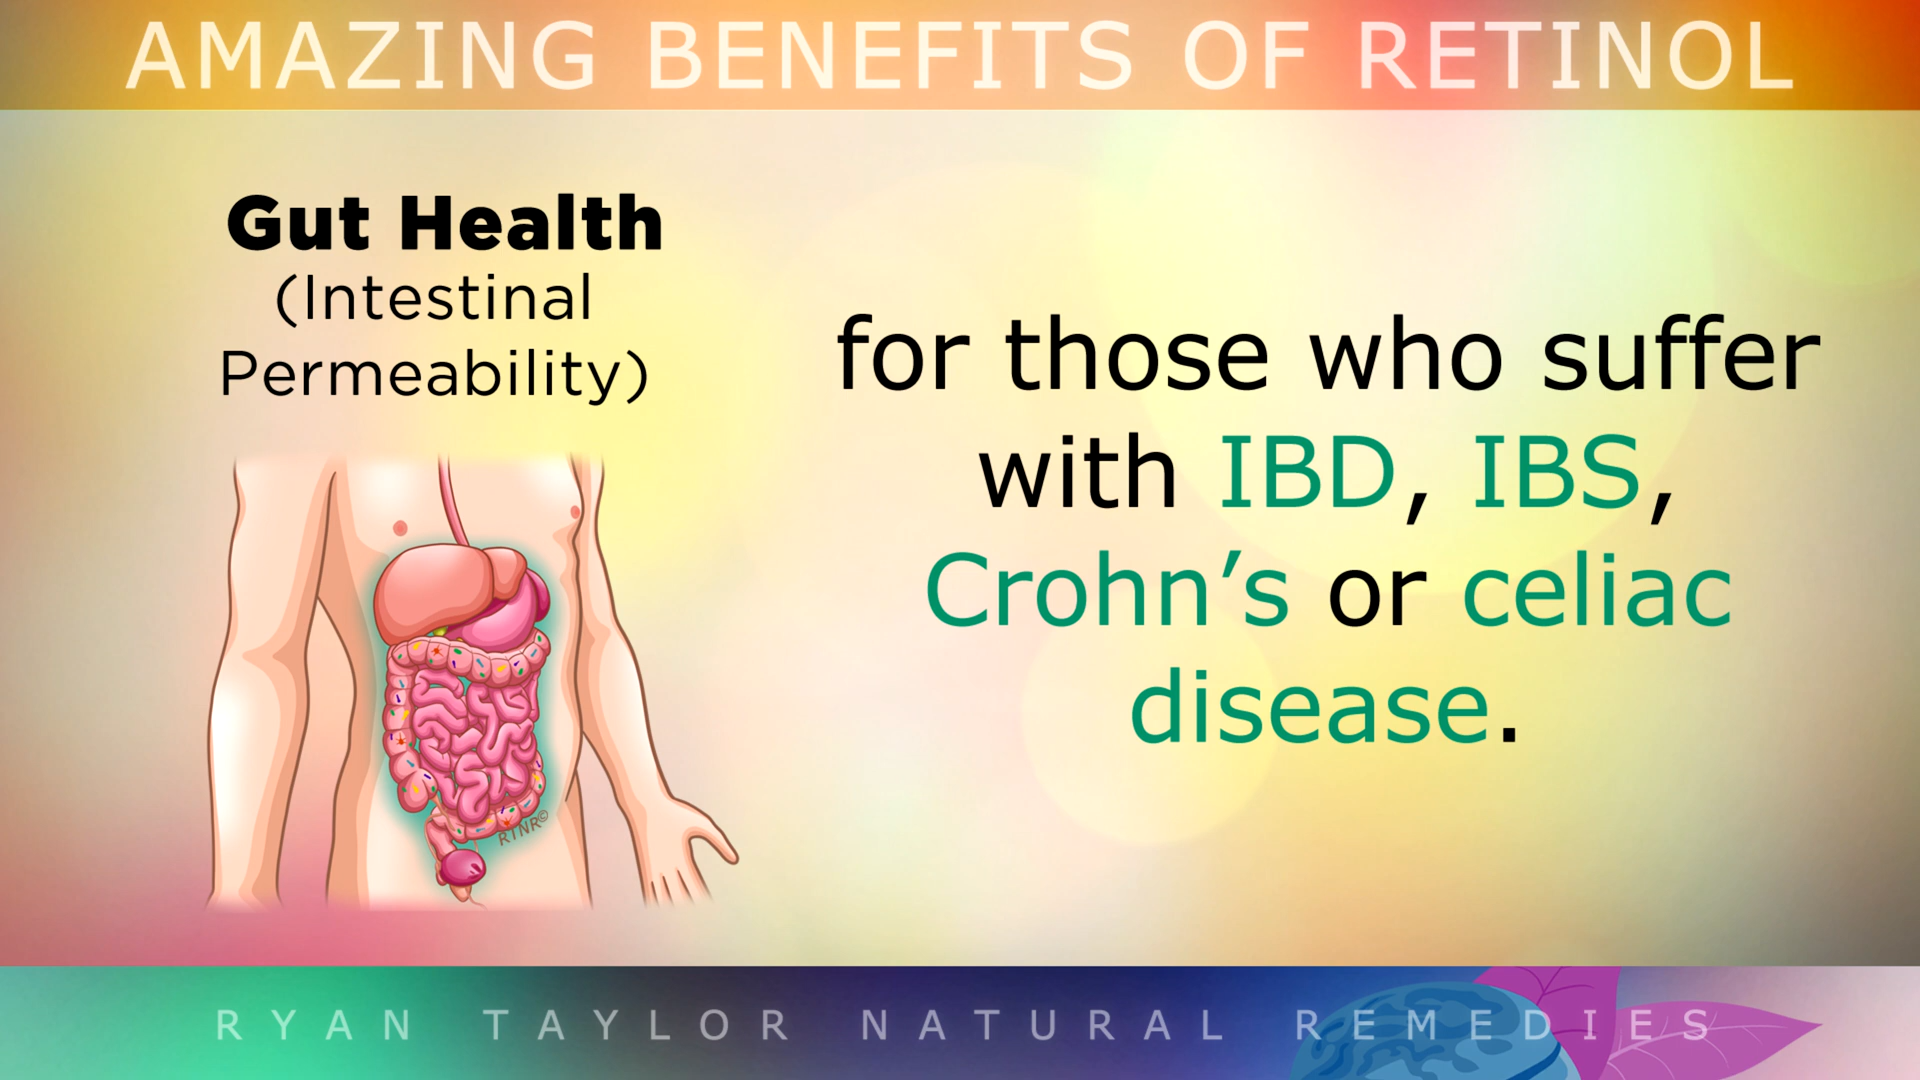 AMAZING BENEFITS OF RETINOL
Gut Health
(Intestinal
Permeability)
for those who suffer
with IBD, IBS,
Crohn’s or celiac
disease.
RTNR©
RYAN TAYLOR NATURAL REMEDIES